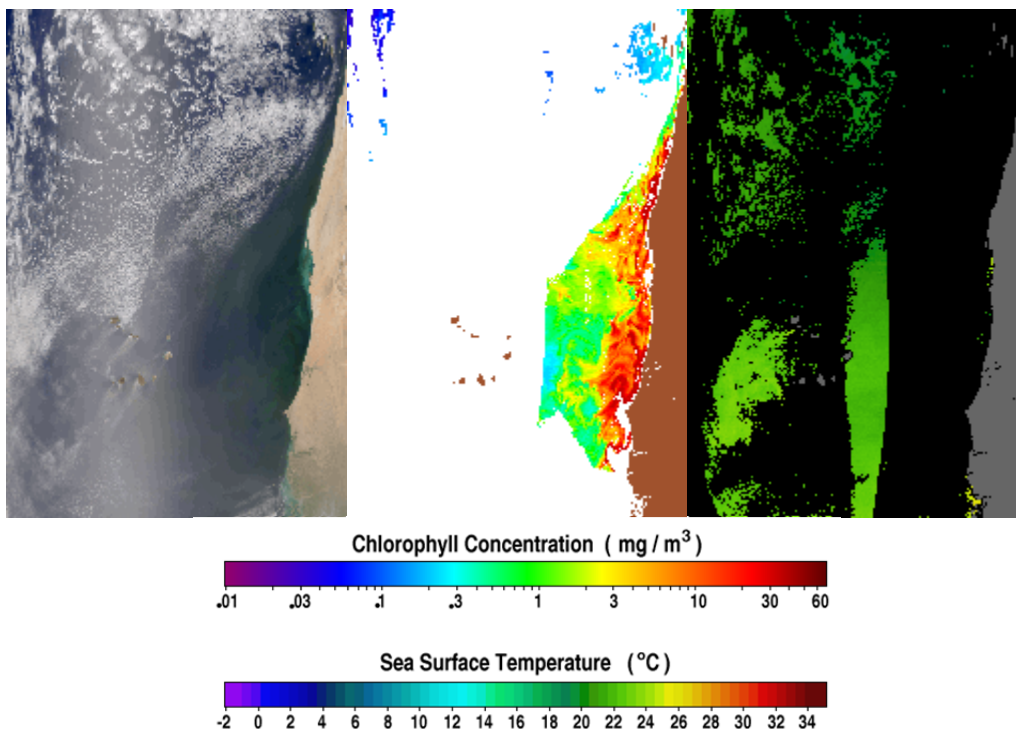 Chlorophyll Concentration ( mg / m³ )
.01 .03 .1 .3 1 3 10 30 60
Sea Surface Temperature (°C)
-2 0 2 4 6 8 10 12 14 16 18 20 22 24 26 28 30 32 34